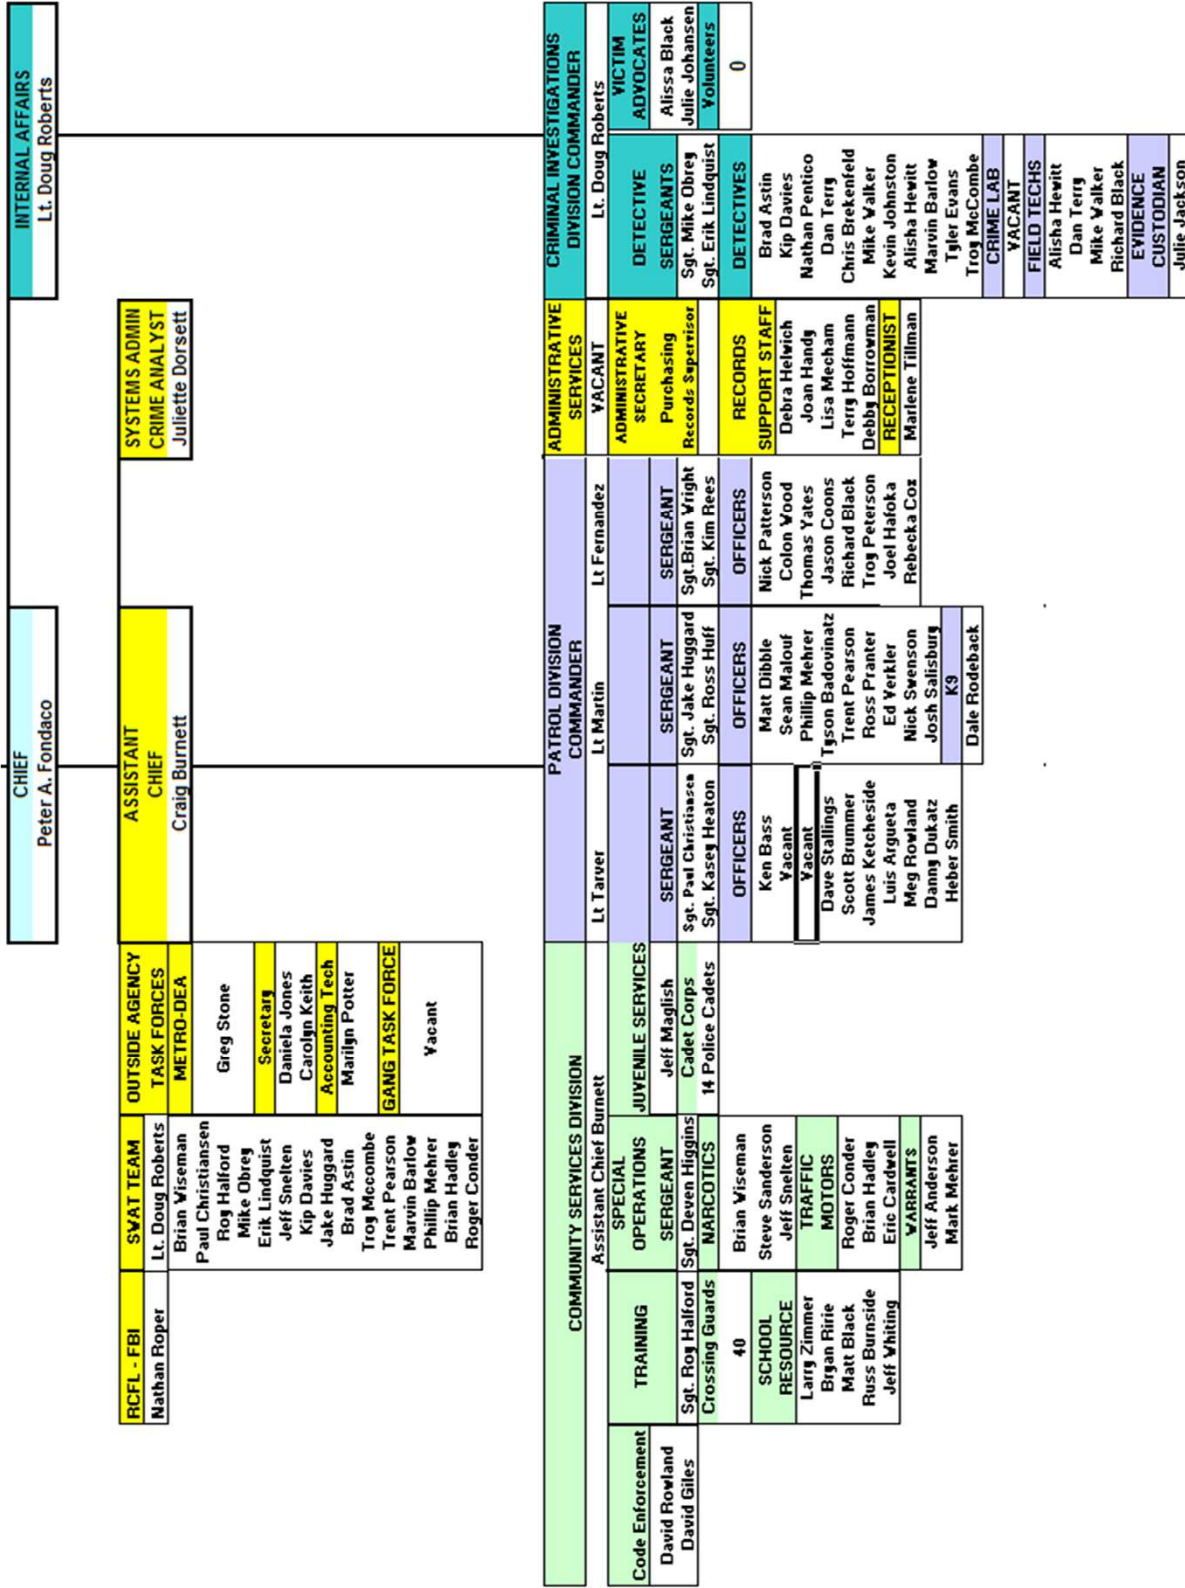 CHIEF
Peter A. Fondaco
INTERNAL AFFAIRS
Lt. Doug Roberts
RCFL - FBI
Nathan Roper
SWAT TEAM
Lt. Doug Roberts
Brian Wiseman
Paul Christiansen
Roy Halford
Mike Obrey
Erik Lindquist
Jeff Snelten
Kip Davies
Jake Huggard
Brad Astin
Troy Mccombe
Trent Pearson
Marvin Barlow
Phillip Mehrer
Brian Hadley
Roger Conder
OUTSIDE AGENCY
TASK FORCES
METRO-DEA
Greg Stone
Secretary
Daniela Jones
Carolyn Keith
Accounting Tech
Marilyn Potter
GANG TASK FORCE
Vacant
ASSISTANT
CHIEF
Craig Burnett
SYSTEMS ADMIN
CRIME ANALYST
Juliette Dorsett
COMMUNITY SERVICES DIVISION
Assistant Chief Burnett
Code Enforcement
David Rowland
David Giles
TRAINING
Sgt. Roy Halford
Crossing Guards
40
SCHOOL
RESOURCE
Larry Zimmer
Bryan Ririe
Matt Black
Russ Burnside
Jeff Whiting
SPECIAL
OPERATIONS
SERGEANT
Sgt. Deven Higgins
NARCOTICS
Brian Wiseman
Steve Sanderson
Jeff Snelten
TRAFFIC
MOTORS
Roger Conder
Brian Hadley
Eric Cardwell
WARRANTS
Jeff Anderson
Mark Mehrer
JUVENILE SERVICES
Jeff Maglish
Cadet Corps
14 Police Cadets
PATROL DIVISION
COMMANDER
Lt Tarver
SERGEANT
Sgt. Paul Christiansen
Sgt. Kasey Heaton
OFFICERS
Ken Bass
Vacant
Vacant
Dave Stallings
Scott Brummer
James Ketcheside
Luis Argueta
Meg Rowland
Danny Dukatz
Heber Smith
Lt Martin
SERGEANT
Sgt. Jake Huggard
Sgt. Ross Huff
OFFICERS
Matt Dibble
Sean Malouf
Phillip Mehrer
Tyson Badovinatz
Trent Pearson
Ross Pranter
Ed Verkler
Nick Swenson
Josh Salisbury
K9
Dale Rodeback
Lt Fernandez
SERGEANT
Sgt.Brian Wright
Sgt. Kim Rees
OFFICERS
Nick Patterson
Colon Wood
Thomas Yates
Jason Coons
Richard Black
Troy Peterson
Joel Hafoka
Rebecka Cox
ADMINISTRATIVE
SERVICES
VACANT
ADMINISTRATIVE
SECRETARY
Purchasing
Records Supervisor
RECORDS
SUPPORT STAFF
Debra Helwich
Joan Handy
Lisa Mecham
Terry Hoffmann
Debby Borrowman
RECEPTIONIST
Marlene Tillman
CRIMINAL INVESTIGATIONS
DIVISION COMMANDER
Lt. Doug Roberts
DETECTIVE
SERGEANTS
Sgt. Mike Obrey
Sgt. Erik Lindquist
DETECTIVES
Brad Astin
Kip Davies
Nathan Pentico
Dan Terry
Chris Brekenfeld
Mike Walker
Kevin Johnston
Alisha Hewitt
Marvin Barlow
Tyler Evans
Troy McCombe
CRIME LAB
VACANT
FIELD TECHS
Alisha Hewitt
Dan Terry
Mike Walker
Richard Black
EVIDENCE
CUSTODIAN
Julie Jackson
VICTIM
ADVOCATES
Alissa Black
Julie Johansen
Volunteers
0